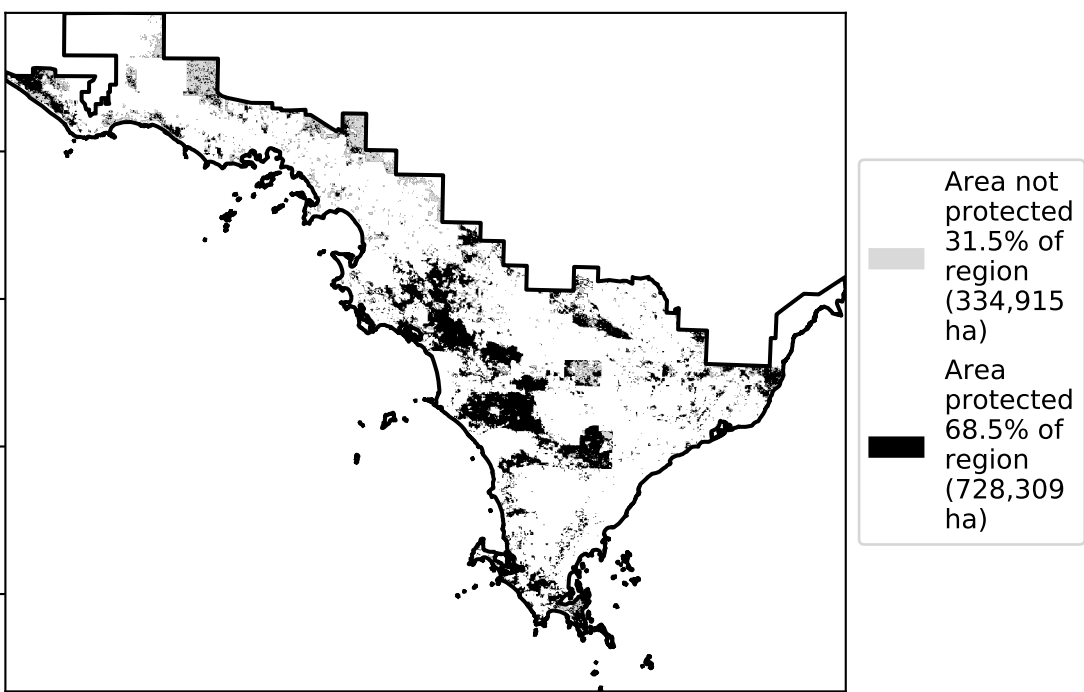 Area not
protected
31.5% of
region
(334,915
ha)
Area
protected
68.5% of
region
(728,309
ha)